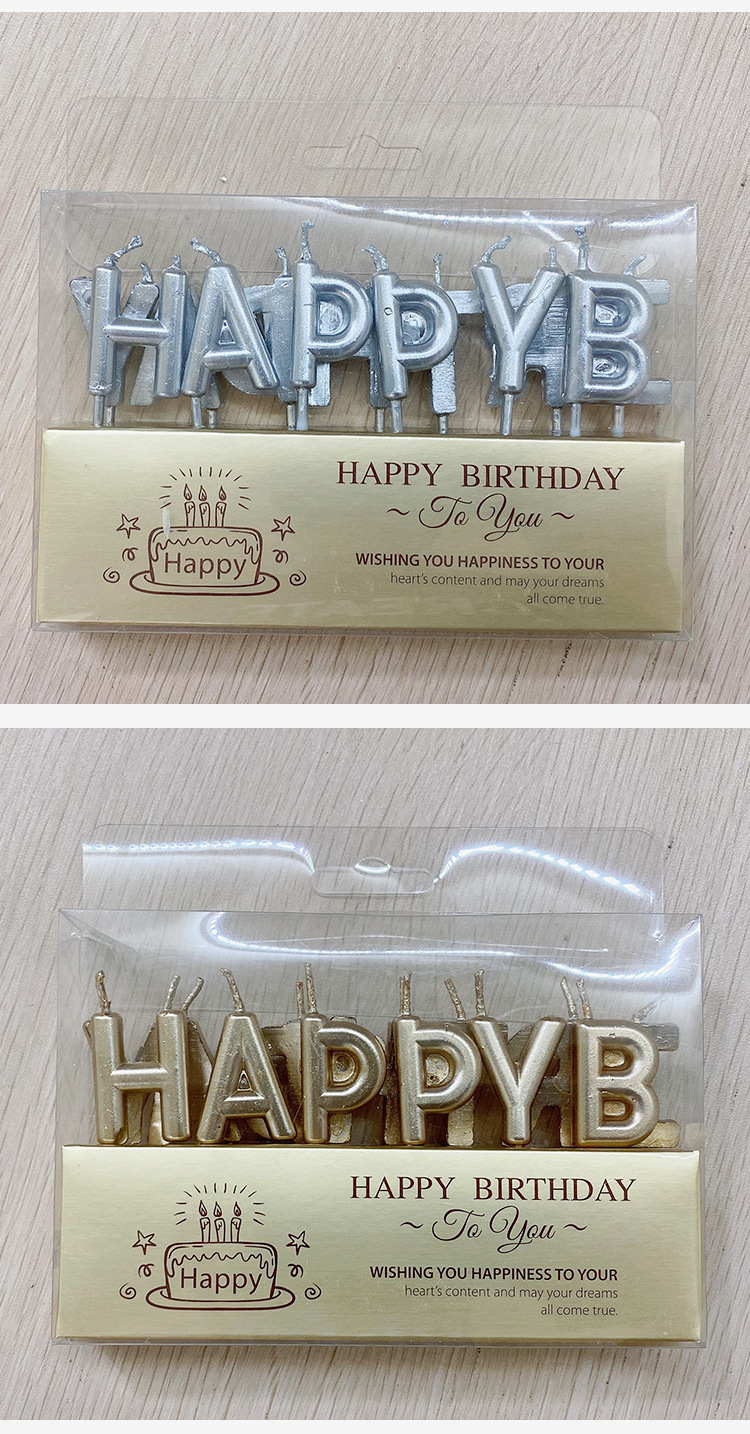 HAPPYB
Happy
HAPPY BIRTHDAY
~ To You ~
WISHING YOU HAPPINESS TO YOUR
heart's content and may your dreams
all come true.
HAPPYB
Happy
HAPPY BIRTHDAY
~ To You ~
WISHING YOU HAPPINESS TO YOUR
heart's content and may your dreams
all come true.